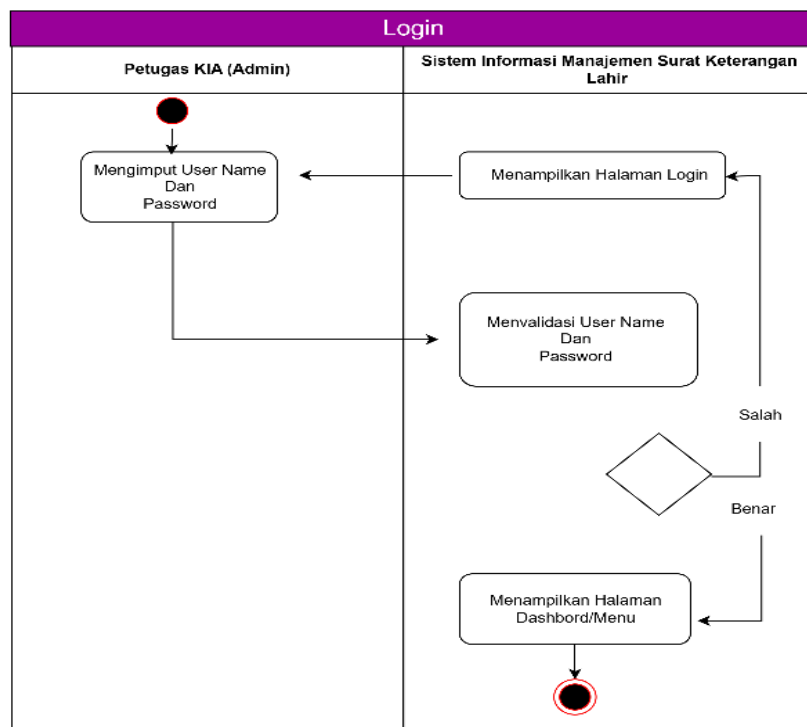 Login
Petugas KIA (Admin)
Sistem Informasi Manajemen Surat Keterangan
Lahir
Mengimput User Name
Dan
Password
Menampilkan Halaman Login
Menvalidasi User Name
Dan
Password
Salah
Benar
Menampilkan Halaman
Dashbord/Menu